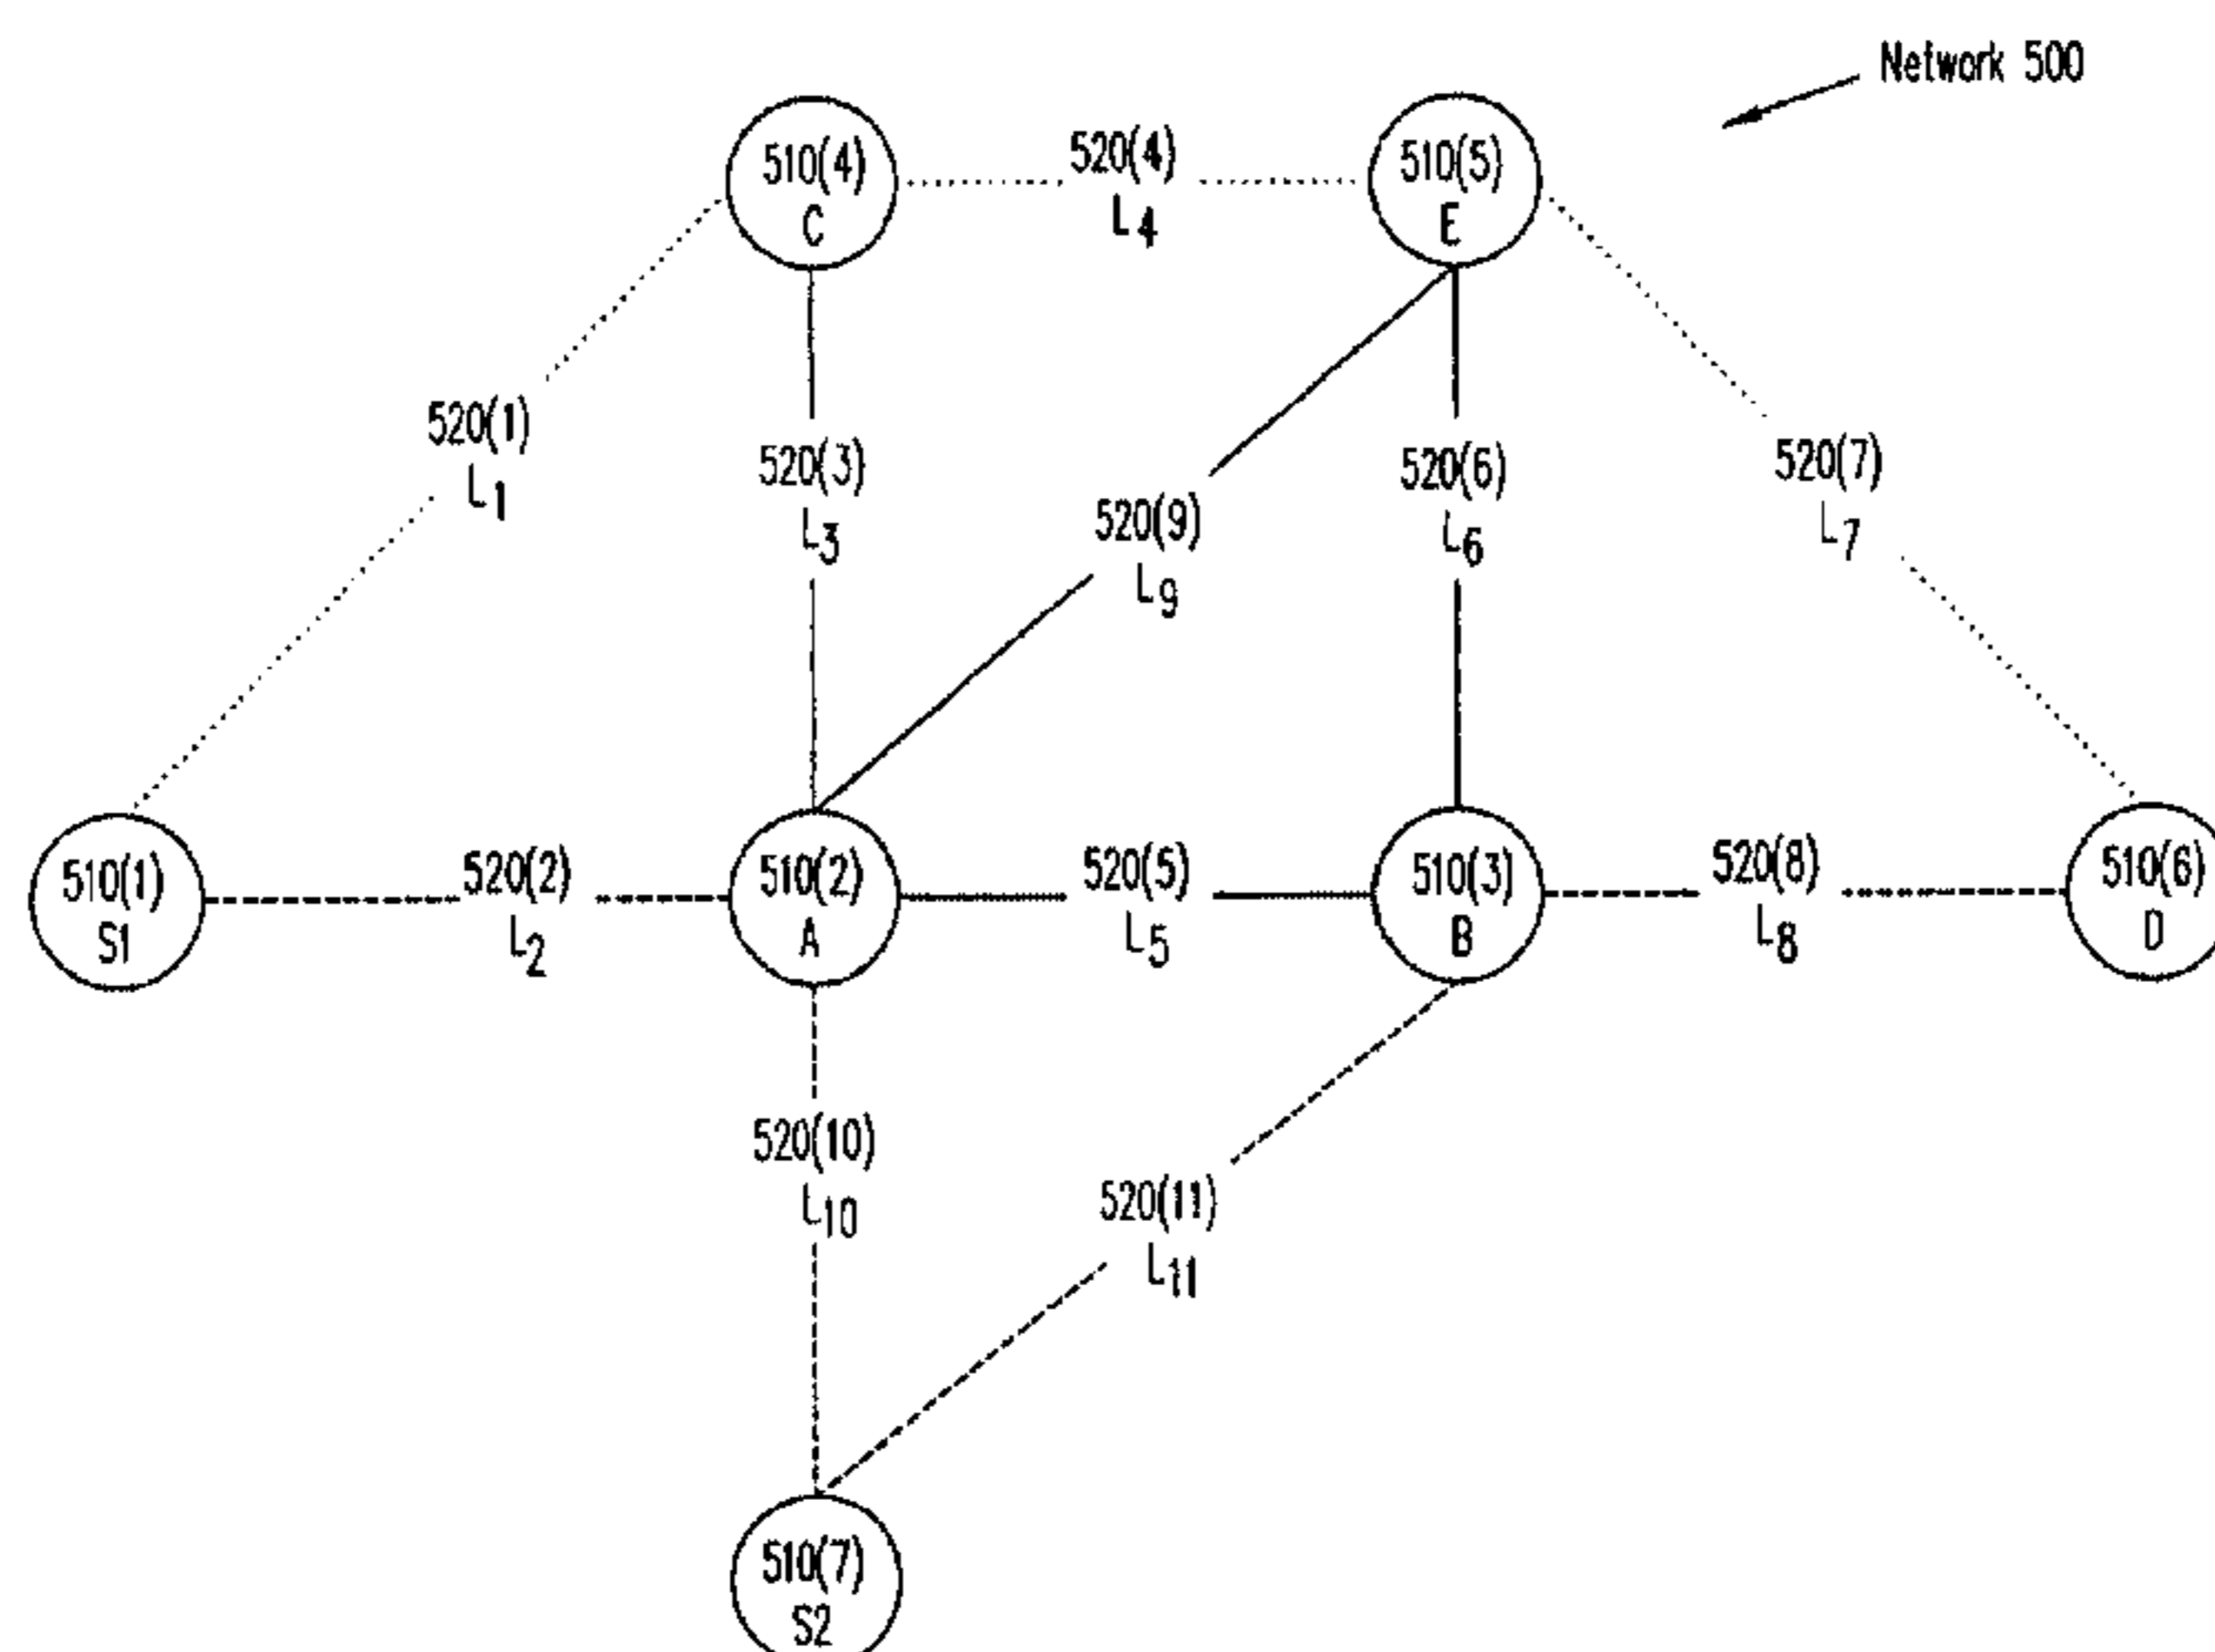 Network 500
510(4)
C
520(4)
L4
510(5)
E
520(1)
L1
520(3)
L3
520(9)
L9
520(6)
L6
520(7)
L7
510(1)
S1
520(2)
L2
510(2)
A
520(5)
L5
510(3)
B
520(8)
L8
510(6)
D
520(10)
L10
520(11)
L11
510(7)
S2